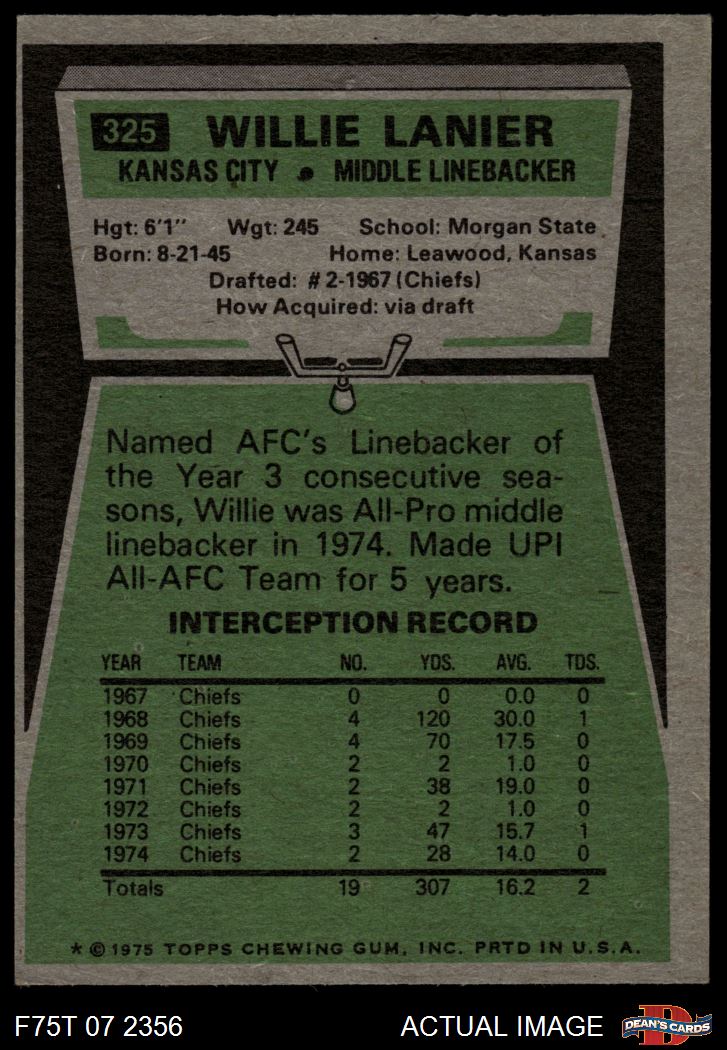 325 WILLIE LANIER
KANSAS CITY • MIDDLE LINEBACKER
Hgt: 6'1" Wgt: 245 School: Morgan State
Born: 8-21-45 Home: Leawood, Kansas
Drafted: #2-1967 (Chiefs)
How Acquired: via draft
Named AFC's Linebacker of
the Year 3 consecutive sea-
sons, Willie was All-Pro middle
linebacker in 1974. Made UPI
All-AFC Team for 5 years.
INTERCEPTION RECORD
YEAR TEAM NO. YDS. AVG. TDS.
1967 Chiefs 0 0 0.0 0
1968 Chiefs 4 120 30.0 1
1969 Chiefs 4 70 17.5 0
1970 Chiefs 2 2 1.0 0
1971 Chiefs 2 38 19.0 0
1972 Chiefs 2 2 1.0 0
1973 Chiefs 3 47 15.7 1
1974 Chiefs 2 28 14.0 0
Totals 19 307 16.2 2
* © 1975 TOPPS CHEWING GUM, INC. PRTD IN U.S.A.
F75T 07 2356 ACTUAL IMAGE D DEAN'S CARDS